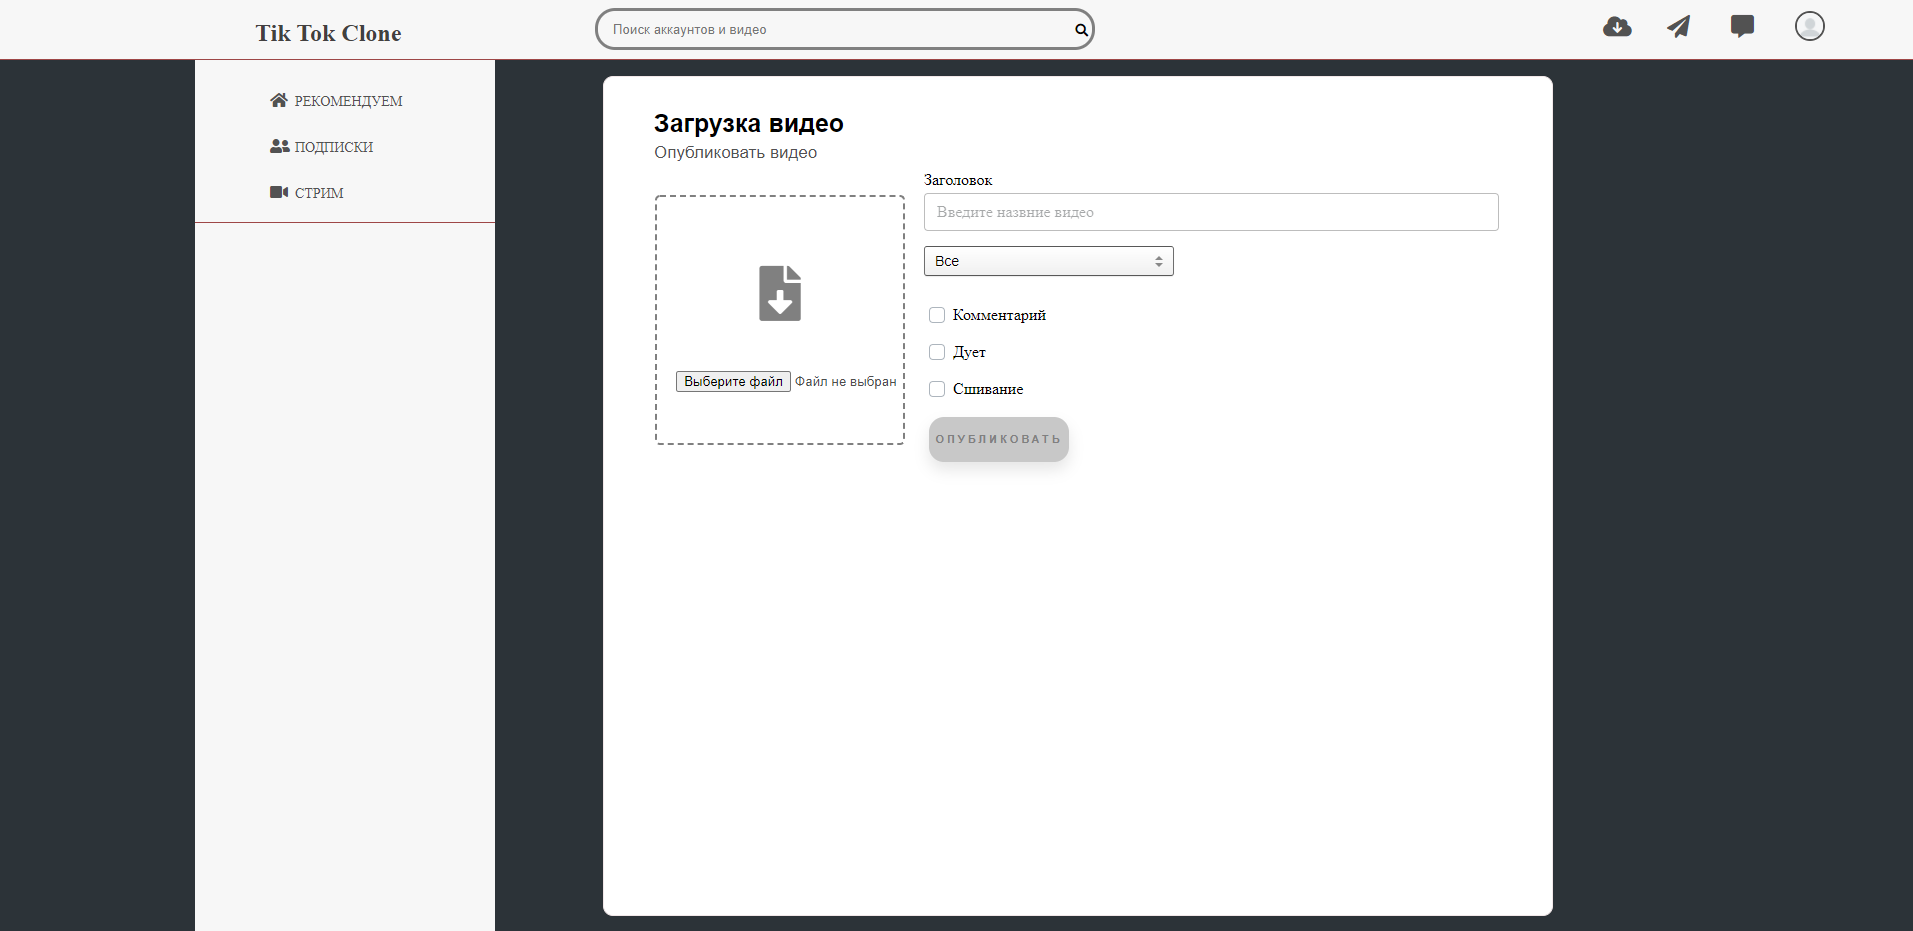 Tik Tok Clone
Поиск аккаунтов и видео
РЕКОМЕНДУЕМ
ПОДПИСКИ
СТРИМ
Загрузка видео
Опубликовать видео
Выберите файл Файл не выбран
Заголовок
Введите назвние видео
Все
Комментарий
Дует
Сшивание
ОПУБЛИКОВАТЬ